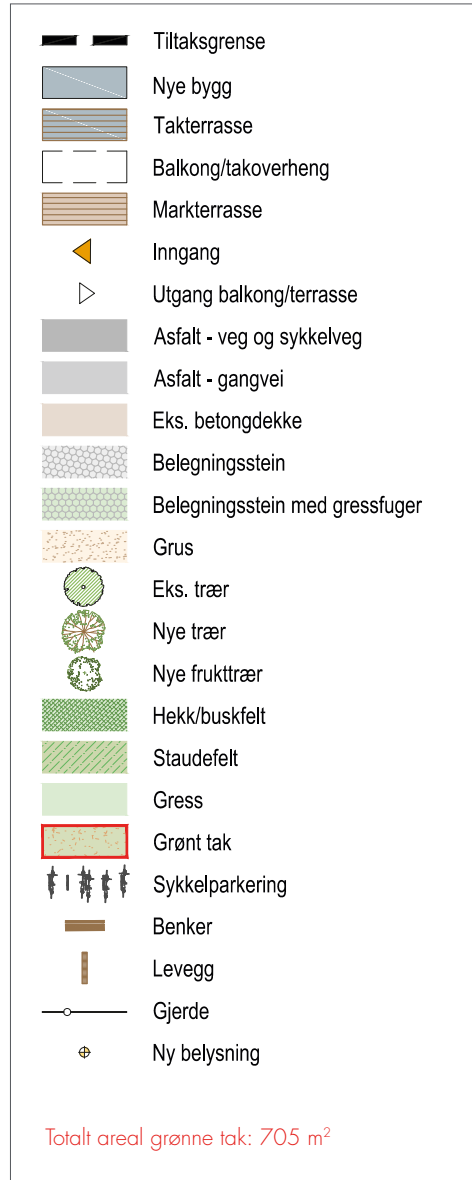 Tiltaksgrense
Nye bygg
Takterrasse
Balkong/takoverheng
Markterrasse
Inngang
Utgang balkong/terrasse
Asfalt - veg og sykkelveg
Asfalt - gangvei
Eks. betongdekke
Belegningsstein
Belegningsstein med gressfuger
Grus
Eks. trær
Nye trær
Nye frukttrær
Hekk/buskfelt
Staudefelt
Gress
Grønt tak
Sykkelparkering
Benker
Levegg
Gjerde
Ny belysning
Totalt areal grønne tak: 705 m²